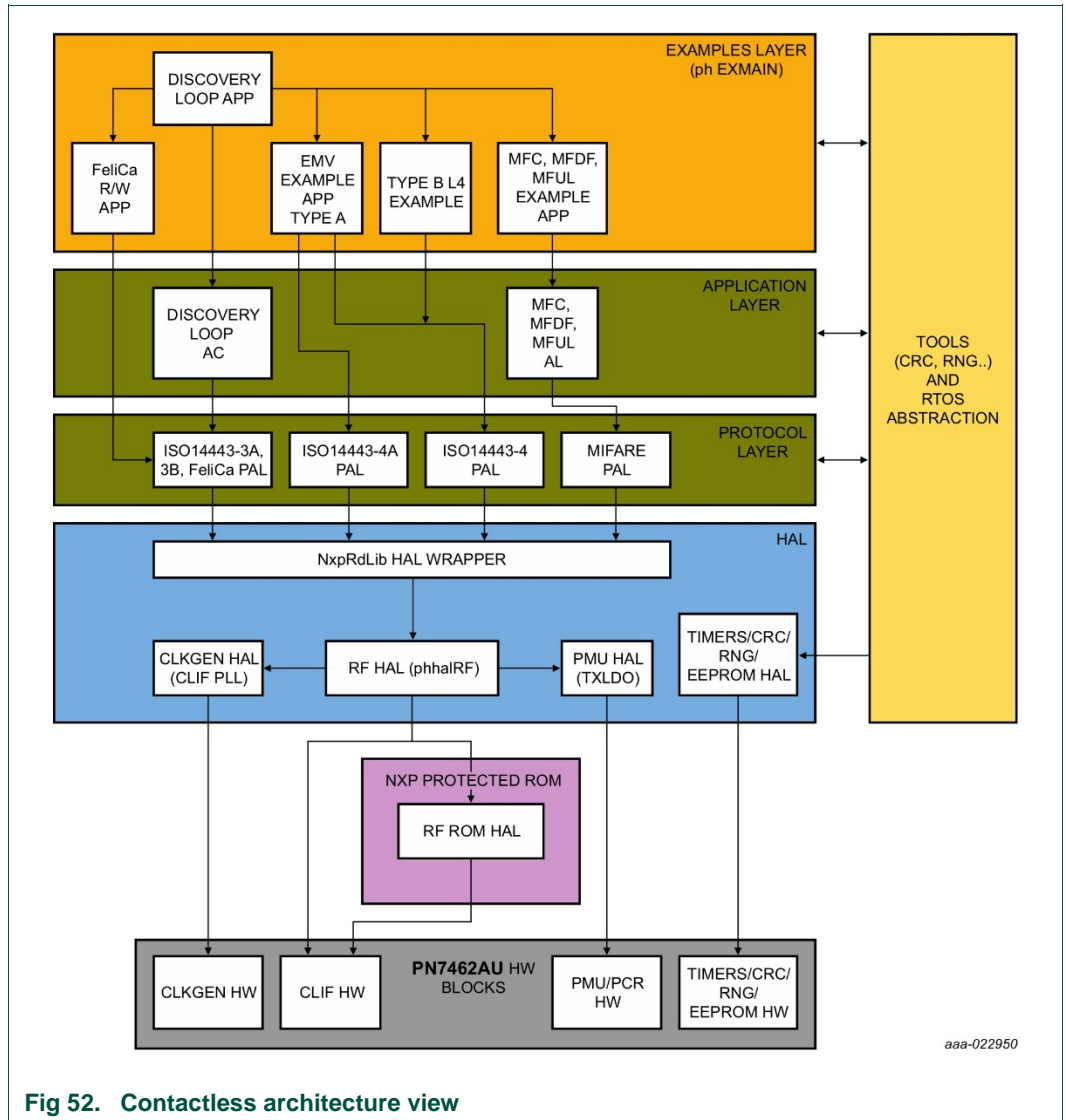 EXAMPLES LAYER
(ph EXMAIN)
DISCOVERY
LOOP APP
FeliCa
R/W
APP
EMV
EXAMPLE
APP
TYPE A
TYPE B L4
EXAMPLE
MFC, MFDF,
MFUL
EXAMPLE
APP
APPLICATION
LAYER
DISCOVERY
LOOP
AC
MFC,
MFDF,
MFUL
AL
TOOLS
(CRC, RNG..)
AND
RTOS
ABSTRACTION
PROTOCOL
LAYER
ISO14443-3A,
3B, FeliCa PAL
ISO14443-4A
PAL
ISO14443-4
PAL
MIFARE
PAL
HAL
NxpRdLib HAL WRAPPER
CLKGEN HAL
(CLIF PLL)
RF HAL (phhalRF)
PMU HAL
(TXLDO)
TIMERS/CRC/
RNG/
EEPROM HAL
NXP PROTECTED ROM
RF ROM HAL
PN7462AU HW
BLOCKS
CLKGEN HW
CLIF HW
PMU/PCR
HW
TIMERS/CRC/
RNG/
EEPROM HW
aaa-022950
Fig 52. Contactless architecture view